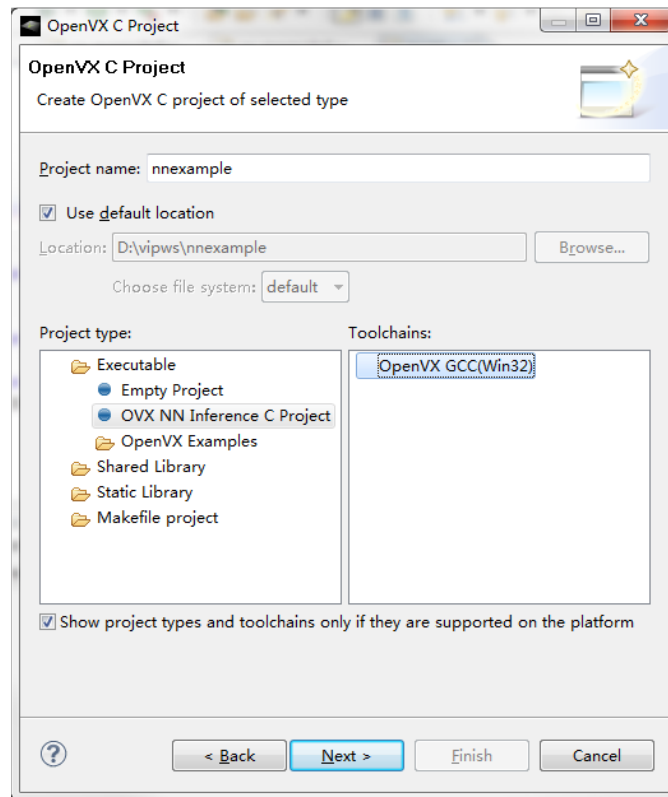 OpenVX C Project
OpenVX C Project
Create OpenVX C project of selected type
Project name: nnexample
Use default location
Location: D:\vipws\nnexample Browse...
Choose file system: default
Project type: Toolchains:
Executable OpenVX GCC(Win32)
Empty Project
OVX NN Inference C Project
OpenVX Examples
Shared Library
Static Library
Makefile project
Show project types and toolchains only if they are supported on the platform
? < Back Next > Finish Cancel